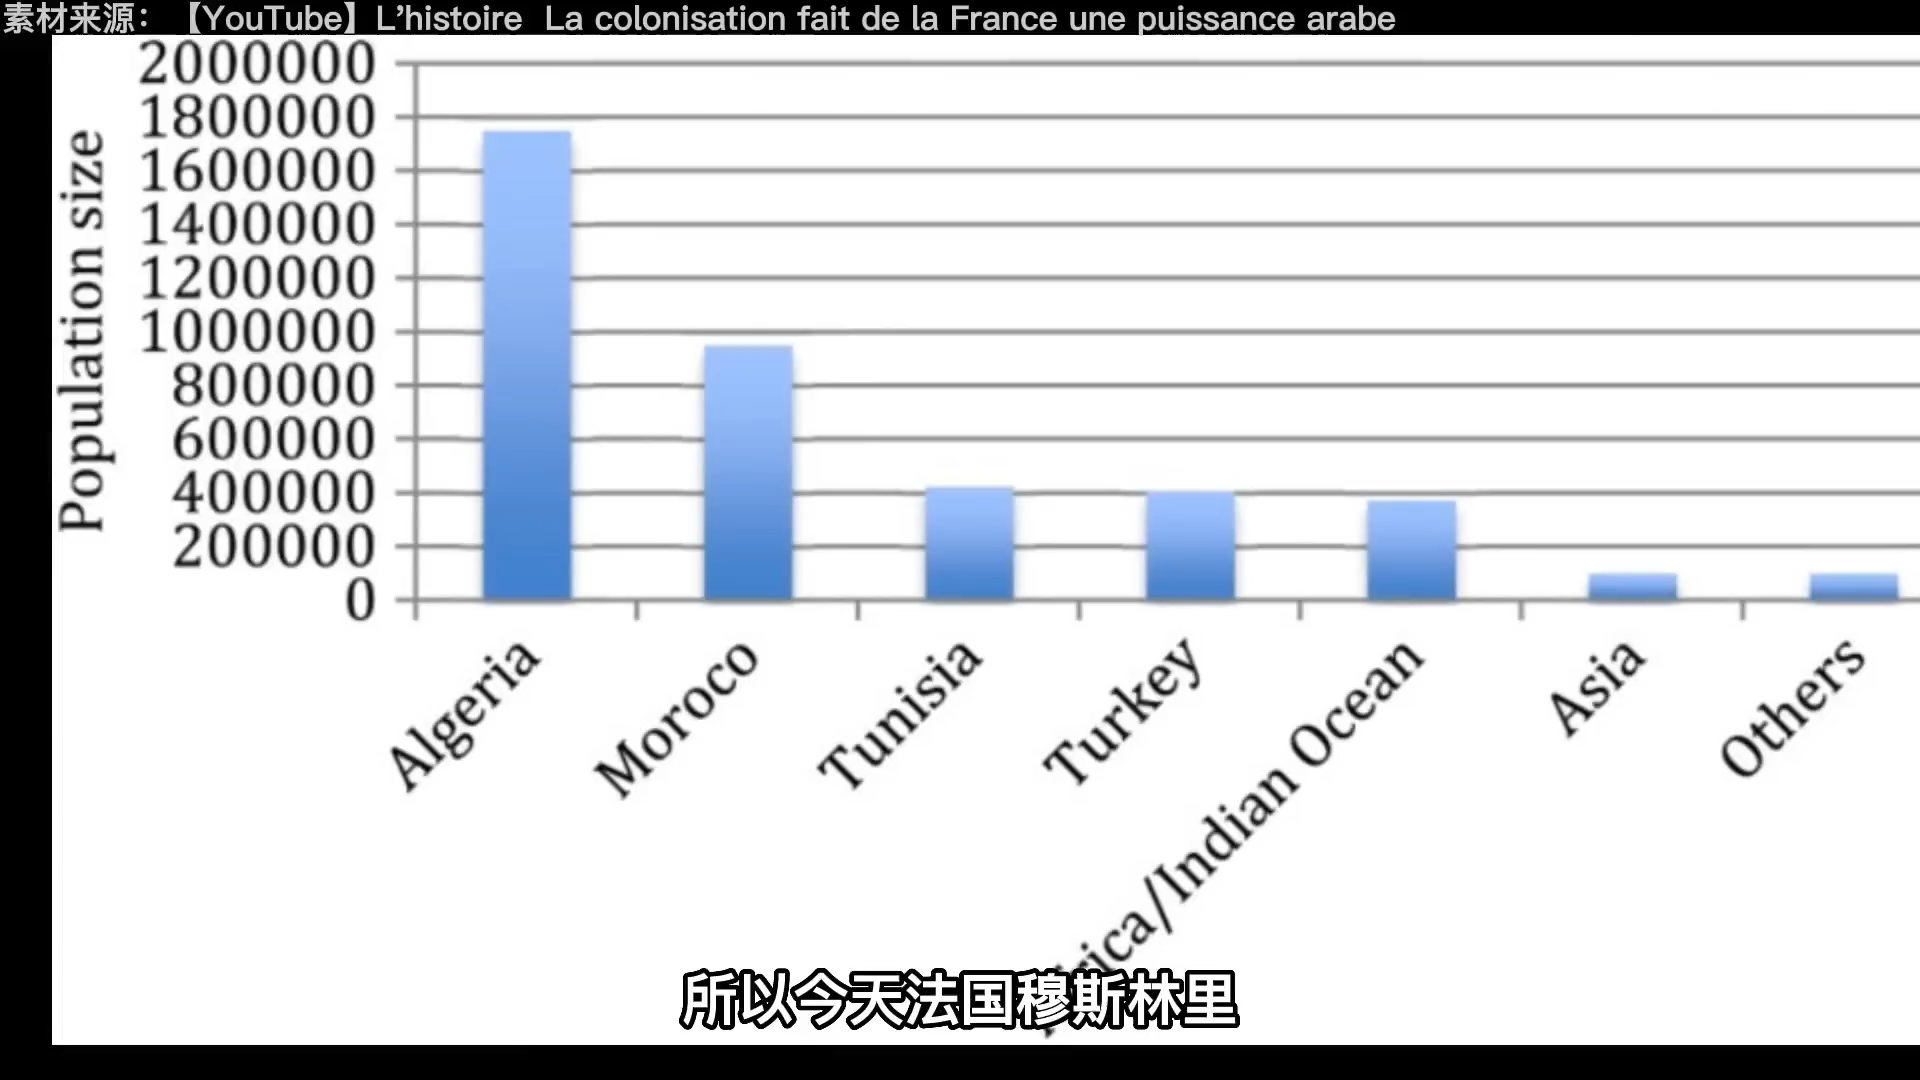 素材来源：【YouTube】L'histoire La colonisation fait de la France une puissance arabe
2000000
1800000
1600000
1400000
1200000
1000000
800000
600000
400000
200000
0
Population size
Algeria
Moroco
Tunisia
Turkey
rica/Indian Ocean
Asia
Others
所以今天法国穆斯林里